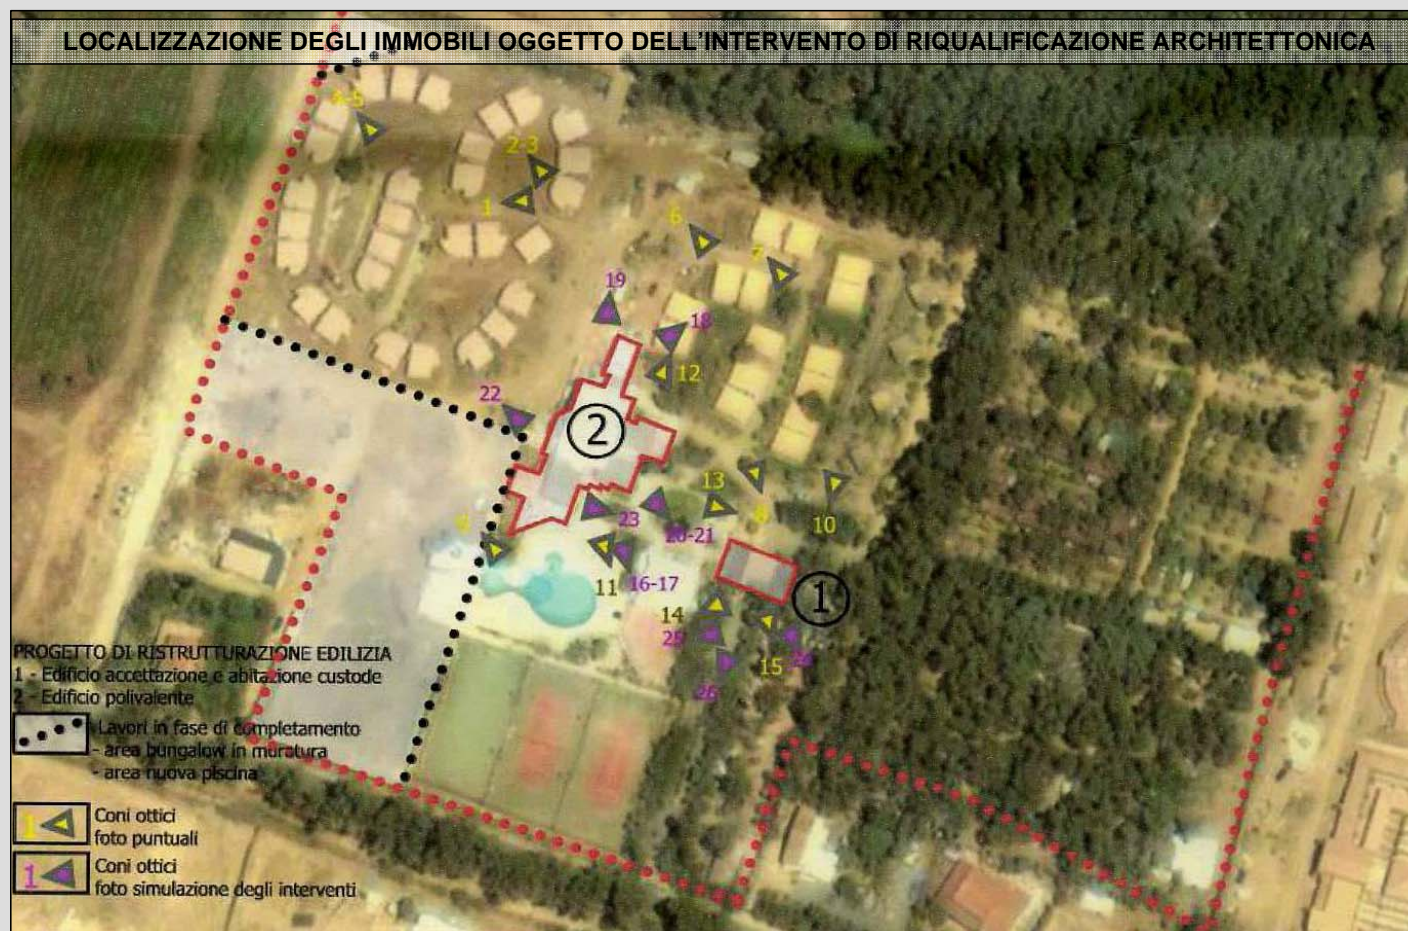 LOCALIZZAZIONE DEGLI IMMOBILI OGGETTO DELL'INTERVENTO DI RIQUALIFICAZIONE ARCHITETTONICA
4-5
2-3
1
6
7
19
18
12
22
2
13
8
10
23
20-21
9
11
16-17
1
14
25
15
26
PROGETTO DI RISTRUTTURAZIONE EDILIZIA
1 - Edificio accettazione e abitazione custode
2 - Edificio polivalente
Lavori in fase di completamento
- area bungalow in muratura
- area nuova piscina
1 Coni ottici
foto puntuali
1 Coni ottici
foto simulazione degli interventi